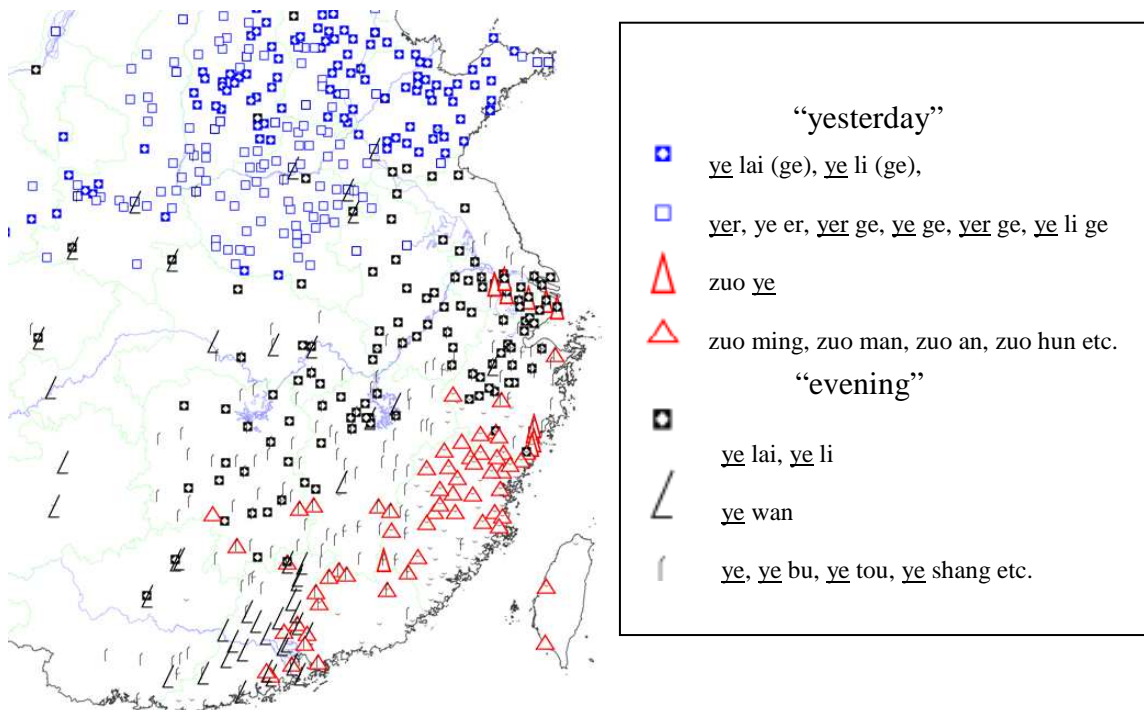 “yesterday”
ye lai (ge), ye li (ge),
yer, ye er, yer ge, ye ge, yer ge, ye li ge
zuo ye
zuo ming, zuo man, zuo an, zuo hun etc.
“evening”
ye lai, ye li
ye wan
ye, ye bu, ye tou, ye shang etc.